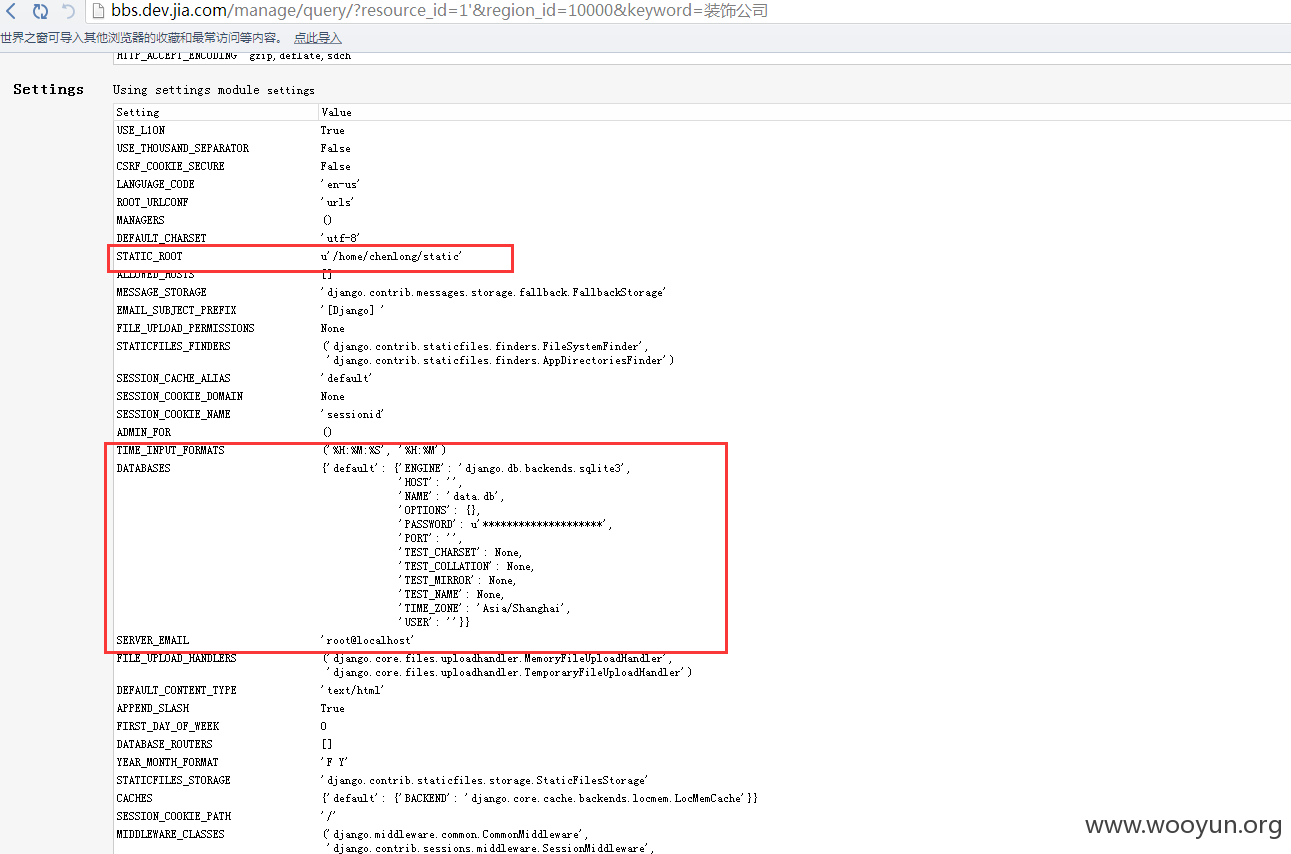 bbs.dev.jia.com/manage/query/?resource_id=1'&region_id=10000&keyword=装饰公司
世界之窗可导入其他浏览器的收藏和最常访问等内容。 点此导入
HTTP_ACCEPT_ENCODING gzip,deflate,sdch
Settings
Using settings module settings
Setting Value
USE_L10N True
USE_THOUSAND_SEPARATOR False
CSRF_COOKIE_SECURE False
LANGUAGE_CODE 'en-us'
ROOT_URLCONF 'urls'
MANAGERS ()
DEFAULT_CHARSET 'utf-8'
STATIC_ROOT u'/home/chenlong/static'
ALLOWED_HOSTS []
MESSAGE_STORAGE 'django.contrib.messages.storage.fallback.FallbackStorage'
EMAIL_SUBJECT_PREFIX '[Django] '
FILE_UPLOAD_PERMISSIONS None
STATICFILES_FINDERS ('django.contrib.staticfiles.finders.FileSystemFinder',
'django.contrib.staticfiles.finders.AppDirectoriesFinder')
SESSION_CACHE_ALIAS 'default'
SESSION_COOKIE_DOMAIN None
SESSION_COOKIE_NAME 'sessionid'
ADMIN_FOR ()
TIME_INPUT_FORMATS ('%H:%M:%S', '%H:%M')
DATABASES {'default': {'ENGINE': 'django.db.backends.sqlite3',
'HOST': '',
'NAME': 'data.db',
'OPTIONS': {},
'PASSWORD': u'********************',
'PORT': '',
'TEST_CHARSET': None,
'TEST_COLLATION': None,
'TEST_MIRROR': None,
'TEST_NAME': None,
'TIME_ZONE': 'Asia/Shanghai',
'USER': ''}}
SERVER_EMAIL 'root@localhost'
FILE_UPLOAD_HANDLERS ('django.core.files.uploadhandler.MemoryFileUploadHandler',
'django.core.files.uploadhandler.TemporaryFileUploadHandler')
DEFAULT_CONTENT_TYPE 'text/html'
APPEND_SLASH True
FIRST_DAY_OF_WEEK 0
DATABASE_ROUTERS []
YEAR_MONTH_FORMAT 'F Y'
STATICFILES_STORAGE 'django.contrib.staticfiles.storage.StaticFilesStorage'
CACHES {'default': {'BACKEND': 'django.core.cache.backends.locmem.LocMemCache'}}
SESSION_COOKIE_PATH '/'
MIDDLEWARE_CLASSES ('django.middleware.common.CommonMiddleware',
'django.contrib.sessions.middleware.SessionMiddleware',
www.wooyun.org